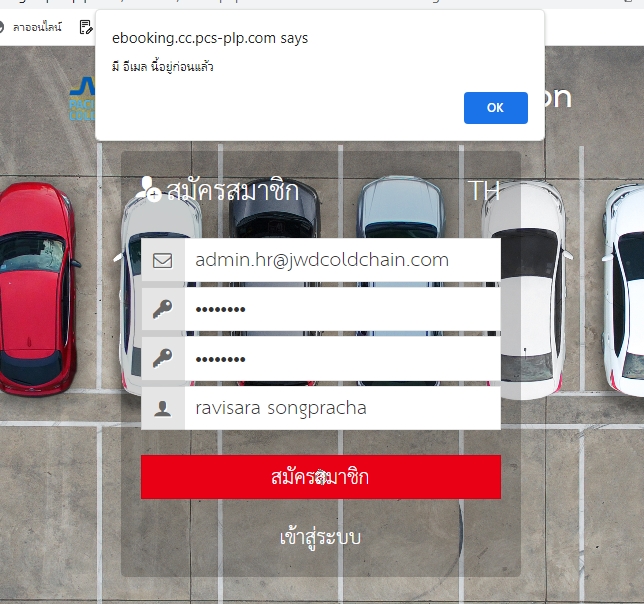 ลาออนไลน์
ebooking.cc.pcs-plp.com says
มี อีเมล นี้อยู่ก่อนแล้ว
OK
on
สมัครสมาชิก
TH
admin.hr@jwdcoldchain.com
••••••••
••••••••
ravisara songpracha
สมัครสมาชิก
เข้าสู่ระบบ